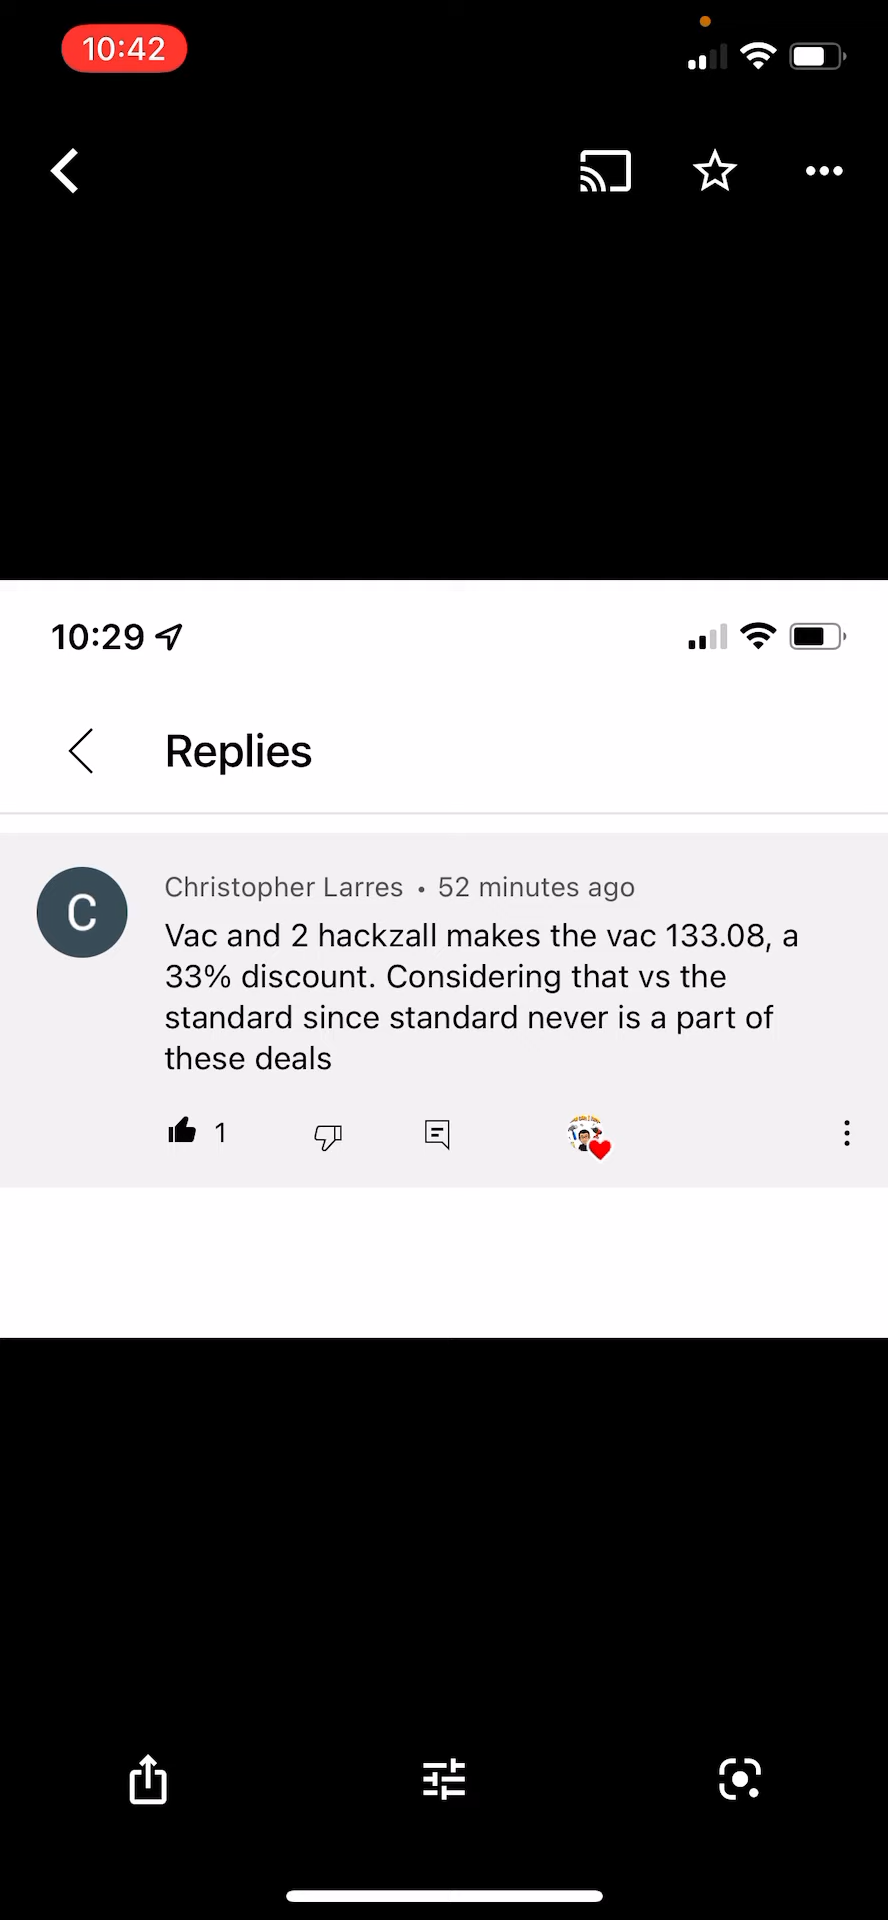 10:42
10:29
Replies
C
Christopher Larres • 52 minutes ago
Vac and 2 hackzall makes the vac 133.08, a
33% discount. Considering that vs the
standard since standard never is a part of
these deals
1